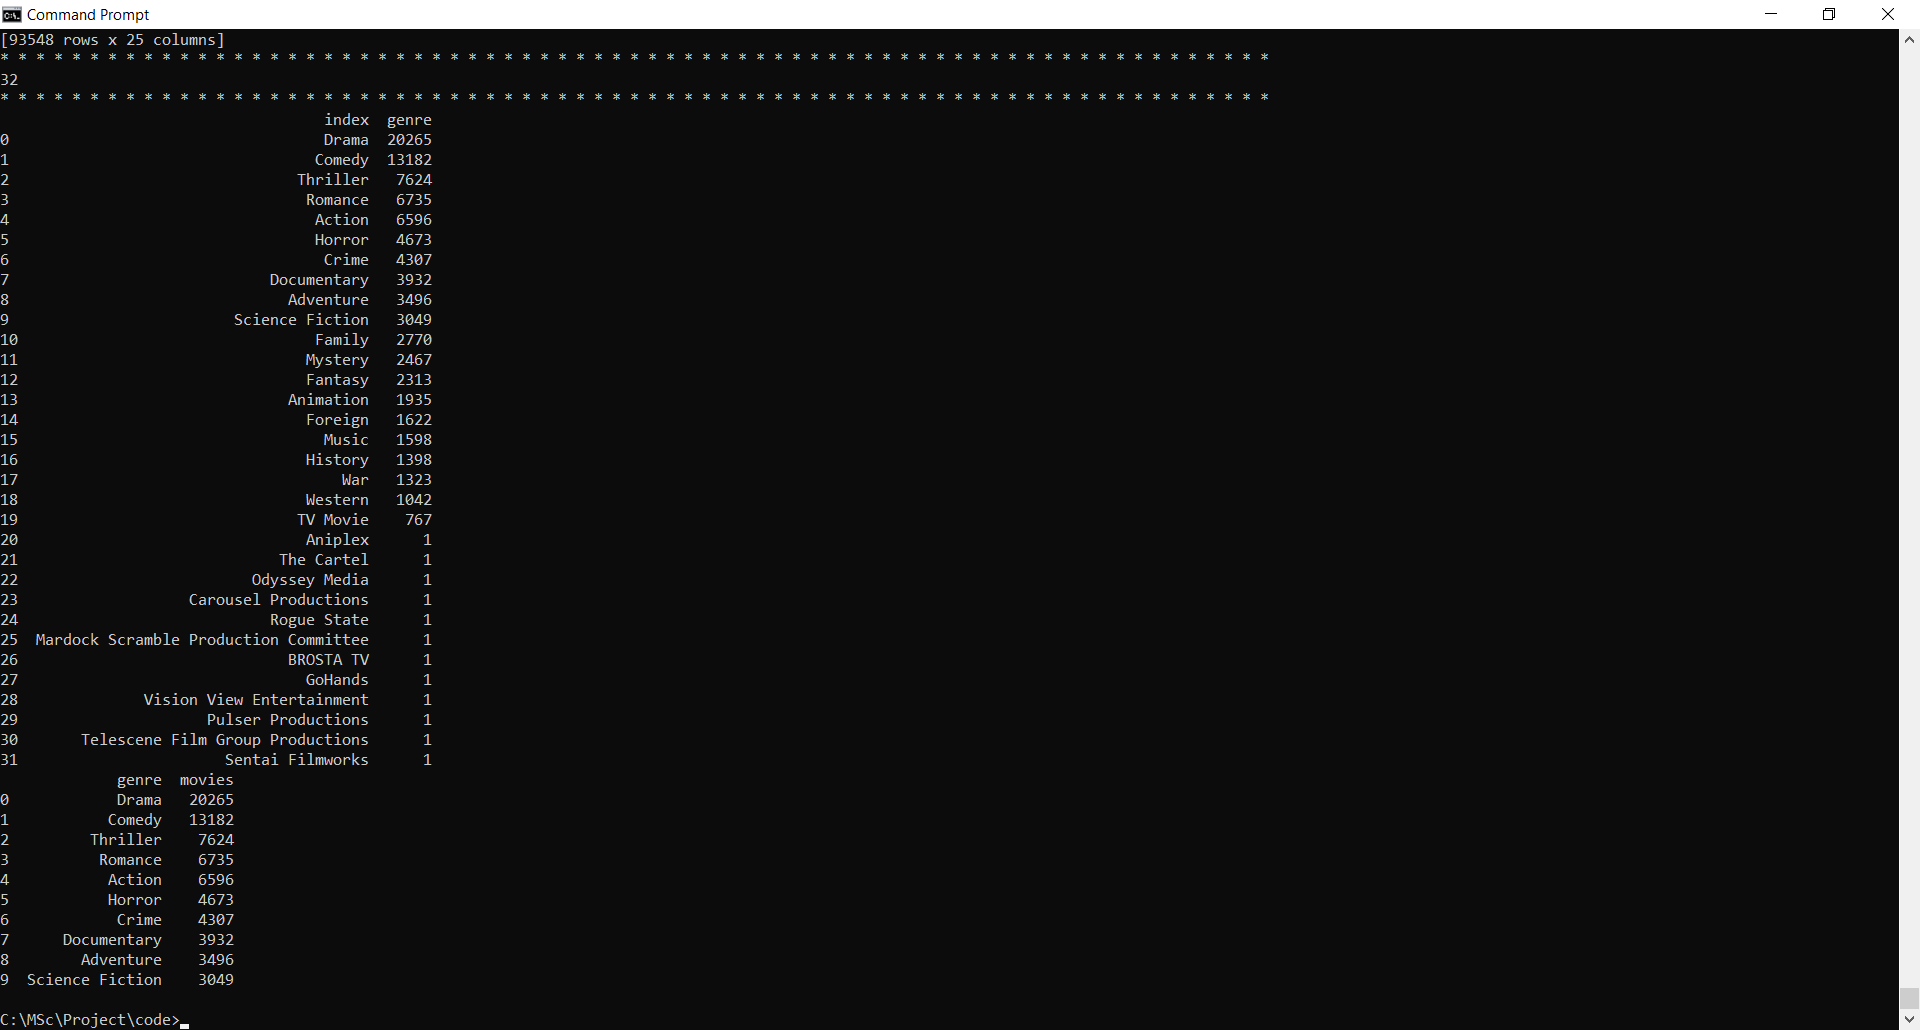 Command Prompt
[93548 rows x 25 columns]
* * * * * * * * * * * * * * * * * * * * * * * * * * * * * * * * * * * * * * * * * * * * * * * * * * * * * * * * * * * * * * * * * * * * * * *
32
* * * * * * * * * * * * * * * * * * * * * * * * * * * * * * * * * * * * * * * * * * * * * * * * * * * * * * * * * * * * * * * * * * * * * * *
index genre
0 Drama 20265
1 Comedy 13182
2 Thriller 7624
3 Romance 6735
4 Action 6596
5 Horror 4673
6 Crime 4307
7 Documentary 3932
8 Adventure 3496
9 Science Fiction 3049
10 Family 2770
11 Mystery 2467
12 Fantasy 2313
13 Animation 1935
14 Foreign 1622
15 Music 1598
16 History 1398
17 War 1323
18 Western 1042
19 TV Movie 767
20 Aniplex 1
21 The Cartel 1
22 Odyssey Media 1
23 Carousel Productions 1
24 Rogue State 1
25 Mardock Scramble Production Committee 1
26 BROSTA TV 1
27 GoHands 1
28 Vision View Entertainment 1
29 Pulser Productions 1
30 Telescene Film Group Productions 1
31 Sentai Filmworks 1
genre movies
0 Drama 20265
1 Comedy 13182
2 Thriller 7624
3 Romance 6735
4 Action 6596
5 Horror 4673
6 Crime 4307
7 Documentary 3932
8 Adventure 3496
9 Science Fiction 3049
C:\MSc\Project\code>